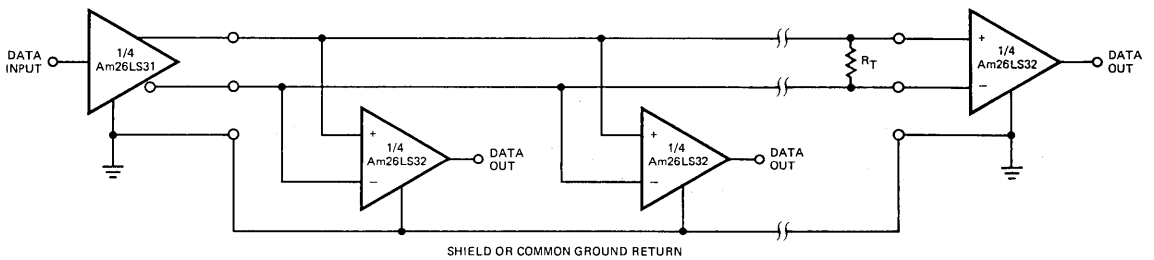 DATA
INPUT
1/4
Am26LS31
+
1/4
Am26LS32
−
DATA
OUT
+
1/4
Am26LS32
−
DATA
OUT
RT
+
1/4
Am26LS32
−
DATA
OUT
SHIELD OR COMMON GROUND RETURN